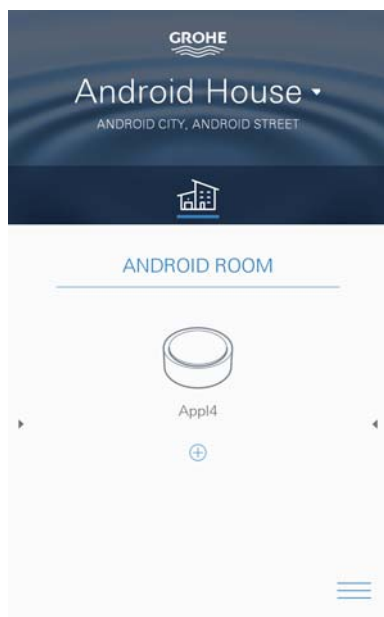 GROHE
Android House
ANDROID CITY, ANDROID STREET
ANDROID ROOM
Appl4